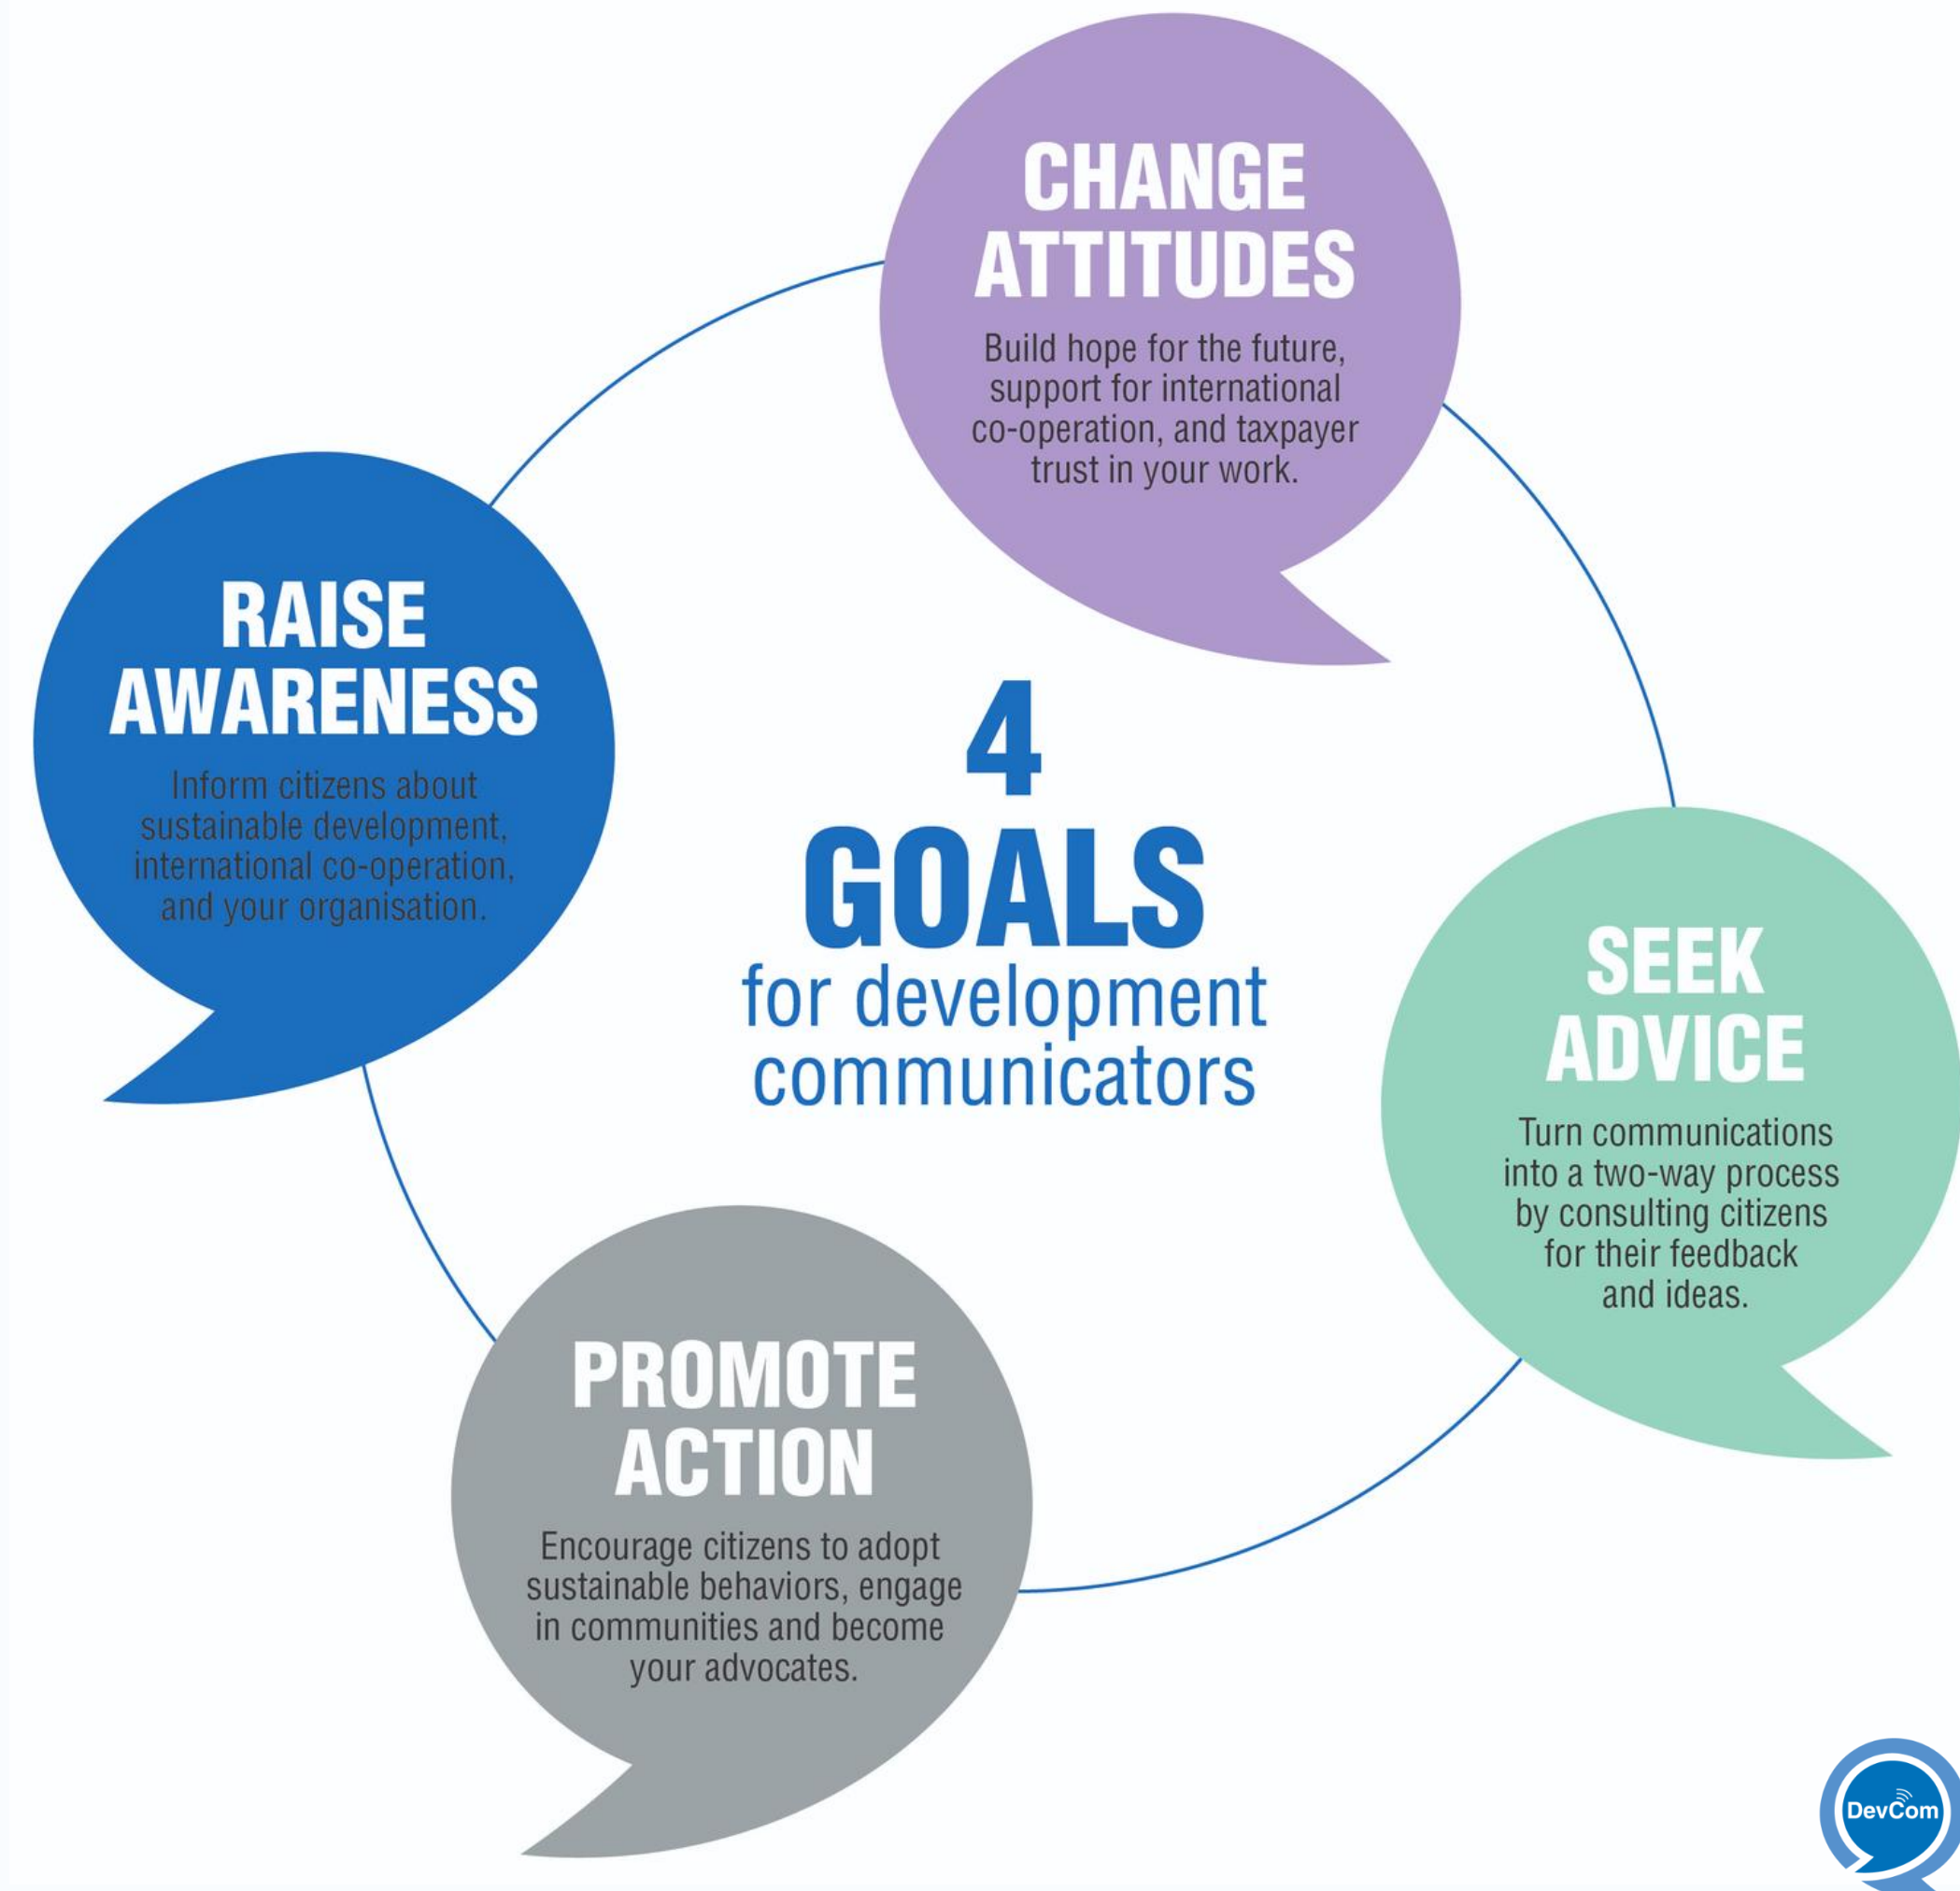 CHANGE
ATTITUDES
Build hope for the future,
support for international
co-operation, and taxpayer
trust in your work.
RAISE
AWARENESS
Inform citizens about
sustainable development,
international co-operation,
and your organisation.
4
GOALS
for development
communicators
SEEK
ADVICE
Turn communications
into a two-way process
by consulting citizens
for their feedback
and ideas.
PROMOTE
ACTION
Encourage citizens to adopt
sustainable behaviors, engage
in communities and become
your advocates.
DevCom